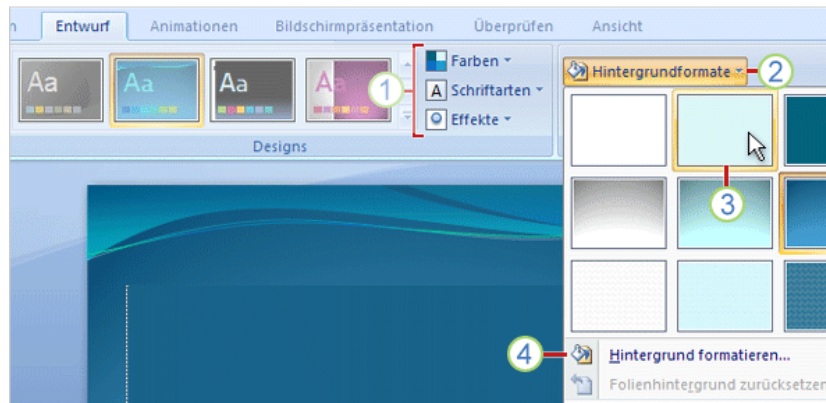 Entwurf Animationen Bildschirmpräsentation Überprüfen Ansicht
Aa Aa Aa A
1
Farben
A Schriftarten
Effekte
Designs
Hintergrundformate 2
3
4 Hintergrund formatieren...
Folienhintergrund zurücksetzen